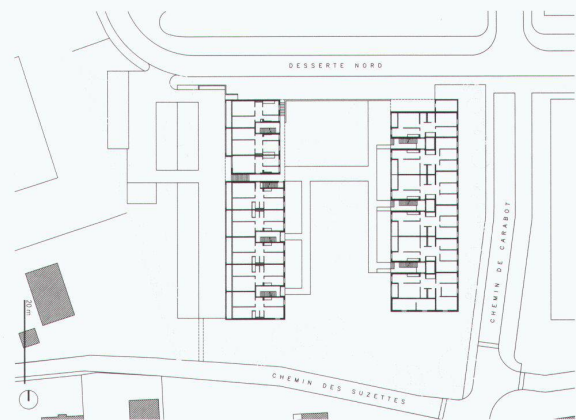 DESSERTE NORD
CHEMIN DE CARABOT
20 m
CHEMIN DES SUZETTES